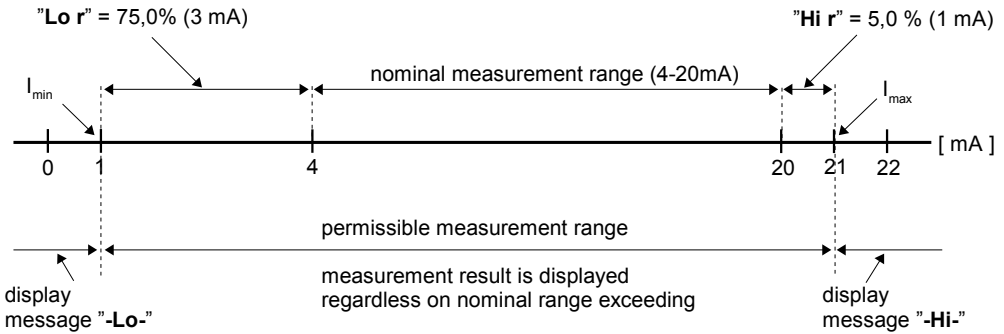 "Lo r" = 75,0% (3 mA)
"Hi r" = 5,0 % (1 mA)
nominal measurement range (4-20mA)
Imin
Imax
[ mA ]
0 1 4 20 21 22
permissible measurement range
measurement result is displayed
regardless on nominal range exceeding
display
message "-Lo-"
display
message "-Hi-"